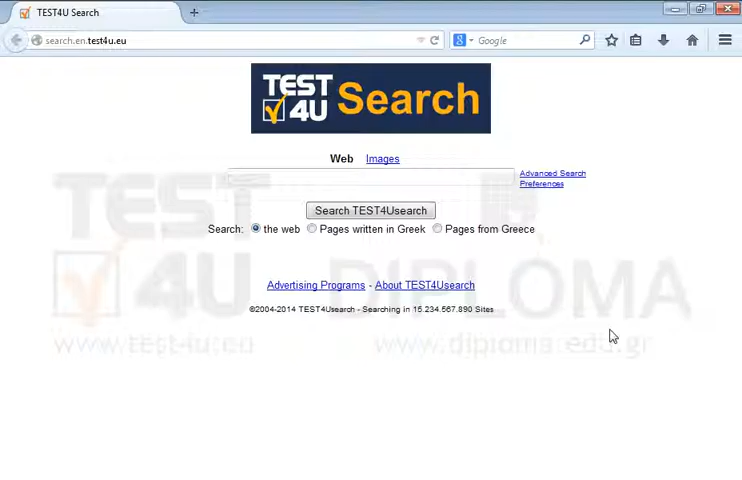 TEST4U Search
search.en.test4u.eu
Google
TEST 4U Search
Web Images
Advanced Search
Preferences
Search TEST4Usearch
Search: the web Pages written in Greek Pages from Greece
Advertising Programs - About TEST4Usearch
©2004-2014 TEST4Usearch - Searching in 15.234.567.890 Sites
TEST
4U DIPLOMA
www.test4u.eu www.diploma.edu.gr